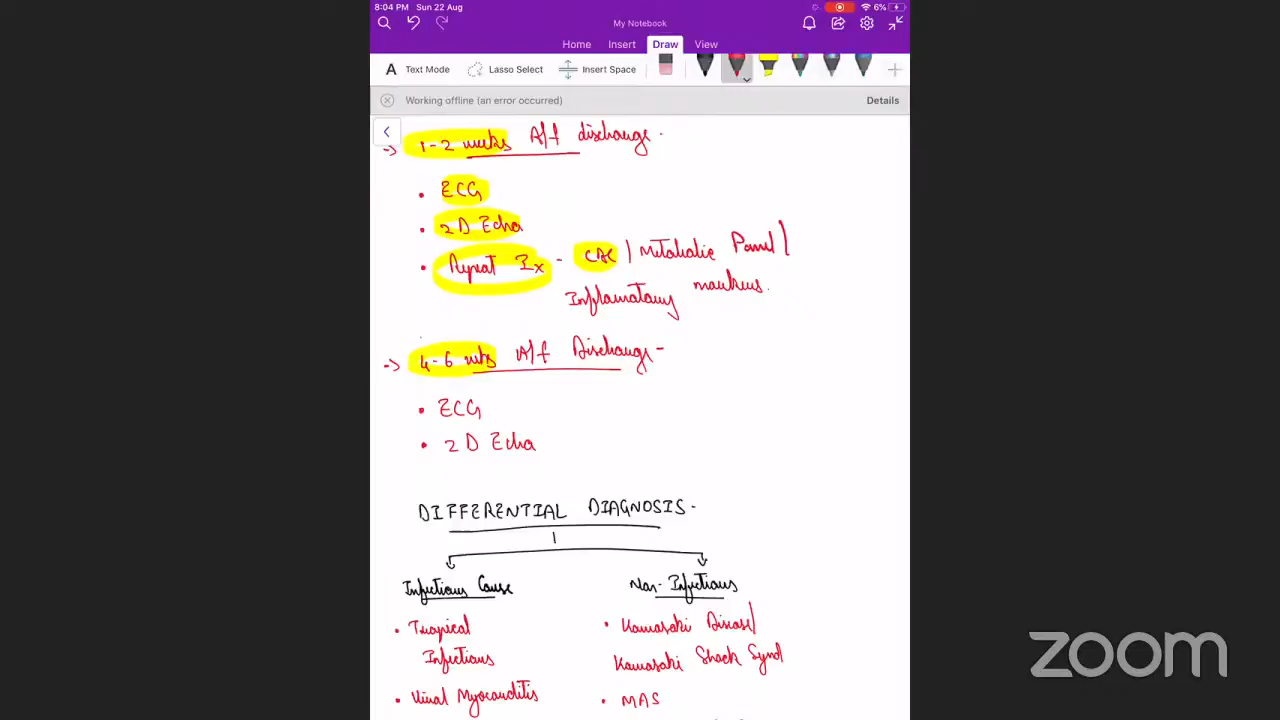 8:04 PM Sun 22 Aug
6%
My Notebook
Home Insert Draw View
A Text Mode Lasso Select Insert Space
Working offline (an error occurred) Details
-> 1-2 weeks A/f discharge.
• ECG
• 2D Echo
• Repeat Ix - CBC / Metabolic Panel /
Inflamatory markers.
-> 4-6 wks A/f Discharge -
• ECG
• 2D Echo
DIFFERENTIAL DIAGNOSIS.
Infectious Cause Non-Infectious
• Tropical
Infectious
• Kawasaki Disease/
Kawasaki Shock Synd
• Viral Myocarditis
• MAS
zoom